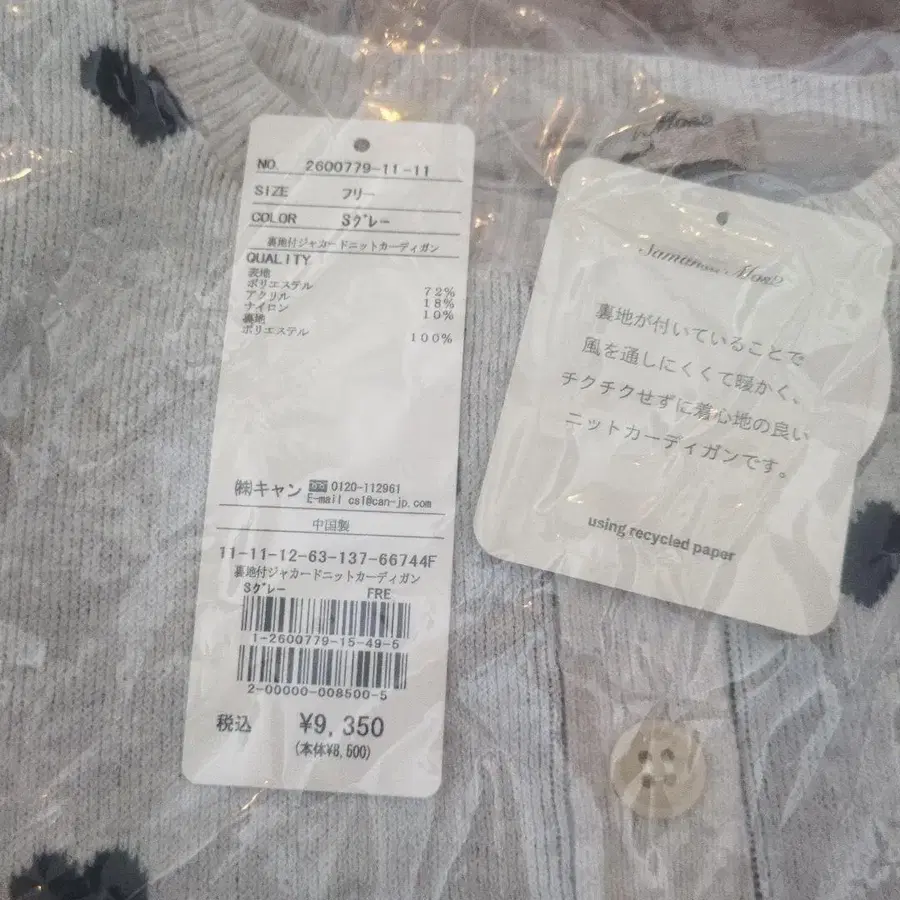 NO. 2600779-11-11
SIZE フリー
COLOR Sグレー
裏地付ジャカードニットカーディガン
QUALITY
表地
ポリエステル 72%
アクリル 18%
ナイロン 10%
裏地
ポリエステル 100%
㈱キャン 0120-112961
E-mail csl@can-jp.com
中国製
11-11-12-63-137-66744F
裏地付ジャカードニットカーディガン
Sグレー FRE
1-2600779-15-49-5
2-00000-008500-5
税込 ¥9,350
(本体¥8,500)
Mos2
Samansa Mos2
裏地が付いていることで
風を通しにくくて暖かく、
チクチクせずに着心地の良い
ニットカーディガンです。
using recycled paper